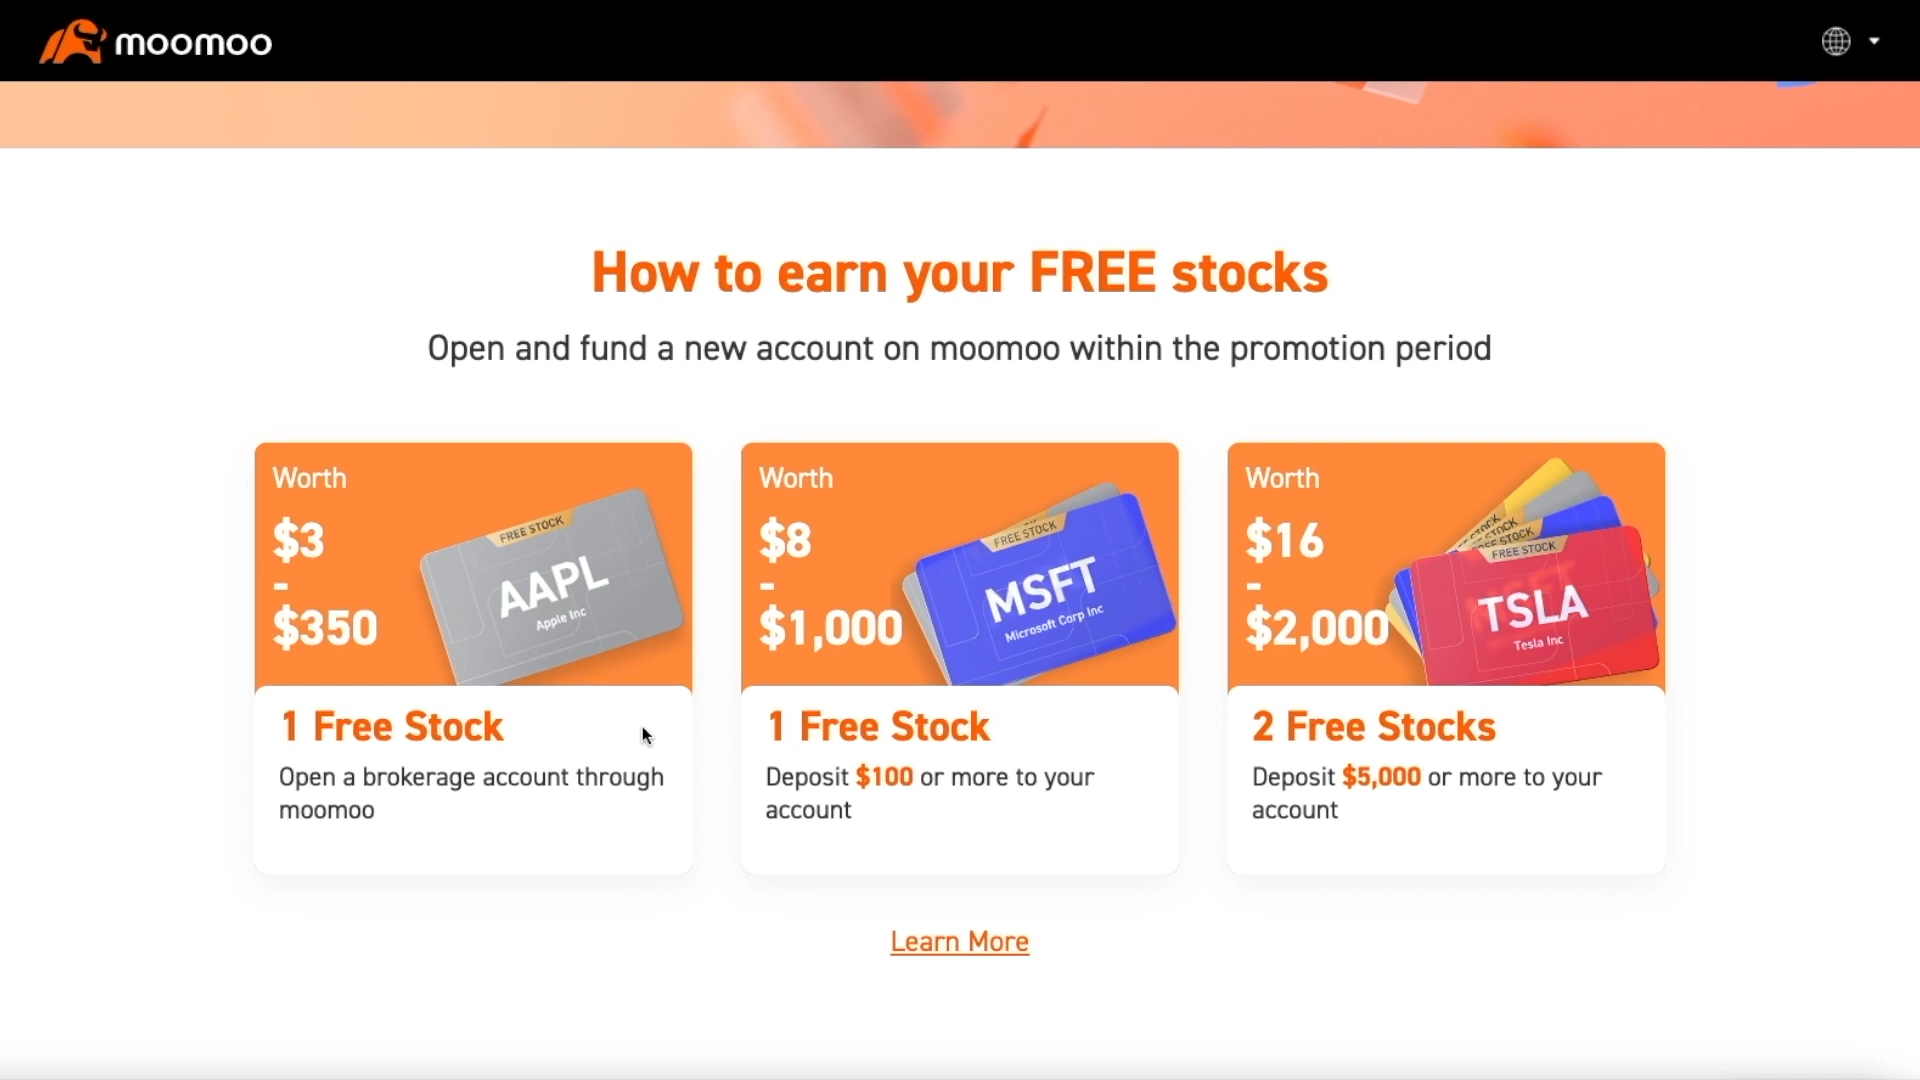 moomoo
How to earn your FREE stocks
Open and fund a new account on moomoo within the promotion period
Worth
$3
-
$350
FREE STOCK
AAPL
Apple Inc
1 Free Stock
Open a brokerage account through
moomoo
Worth
$8
-
$1,000
FREE STOCK
MSFT
Microsoft Corp Inc
1 Free Stock
Deposit $100 or more to your
account
Worth
$16
-
$2,000
FREE STOCK
TSLA
Tesla Inc
2 Free Stocks
Deposit $5,000 or more to your
account
Learn More